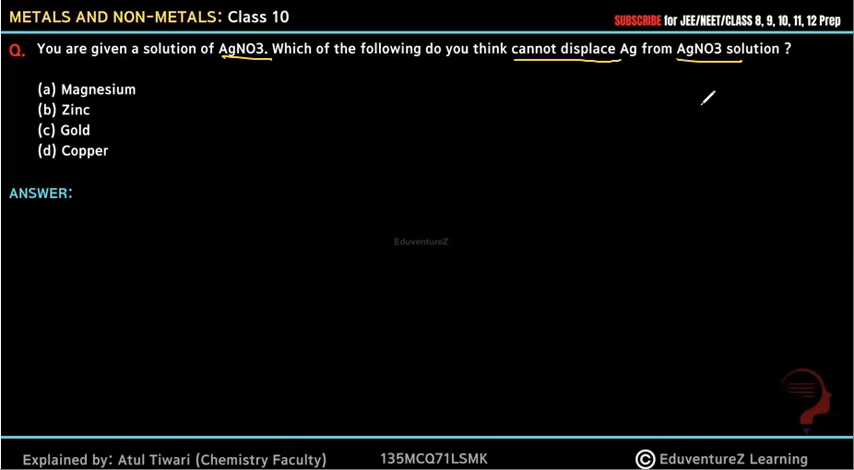 METALS AND NON-METALS: Class 10
SUBSCRIBE for JEE/NEET/CLASS 8, 9, 10, 11, 12 Prep
Q. You are given a solution of AgNO3. Which of the following do you think cannot displace Ag from AgNO3 solution ?
(a) Magnesium
(b) Zinc
(c) Gold
(d) Copper
ANSWER:
EduventureZ
Explained by: Atul Tiwari (Chemistry Faculty)
135MCQ71LSMK
© EduventureZ Learning